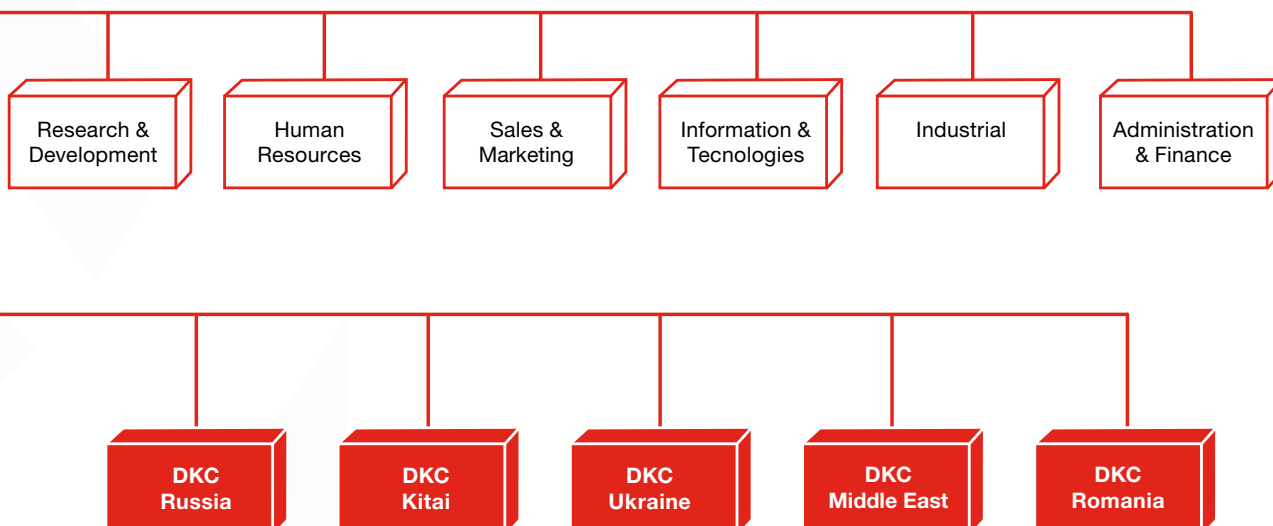 Research &
Development
Human
Resources
Sales &
Marketing
Information &
Tecnologies
Industrial
Administration
& Finance
DKC
Russia
DKC
Kitai
DKC
Ukraine
DKC
Middle East
DKC
Romania